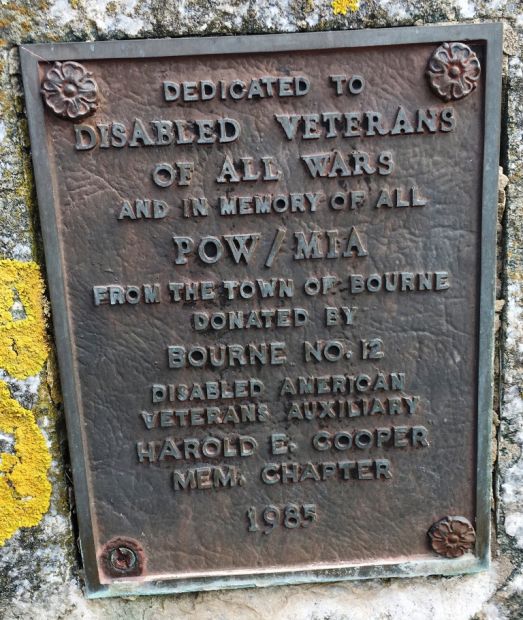 DEDICATED TO
DISABLED VETERANS
OF ALL WARS
AND IN MEMORY OF ALL
POW/MIA
FROM THE TOWN OF BOURNE
DONATED BY
BOURNE NO. 12
DISABLED AMERICAN
VETERANS AUXILIARY
HAROLD E. COOPER
MEM. CHAPTER
1985